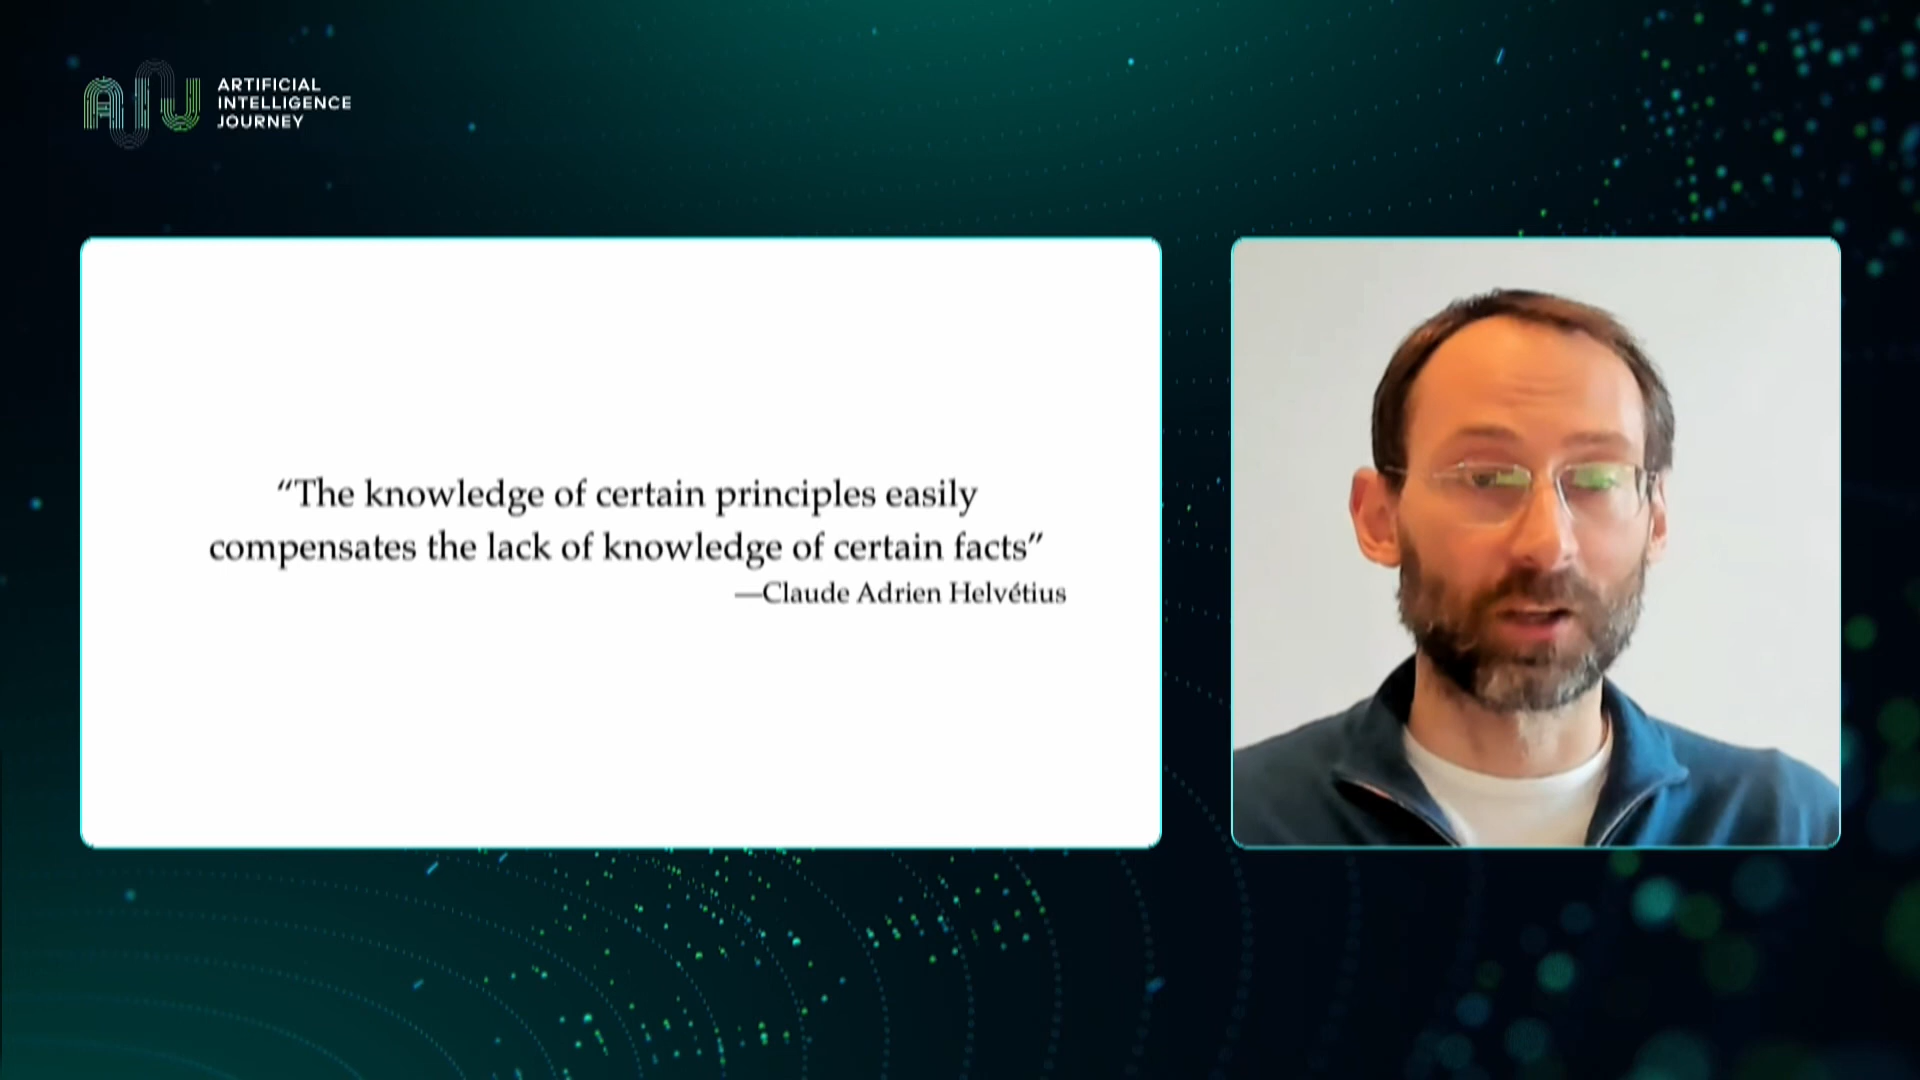 ARTIFICIAL
INTELLIGENCE
JOURNEY
“The knowledge of certain principles easily
compensates the lack of knowledge of certain facts”
—Claude Adrien Helvétius